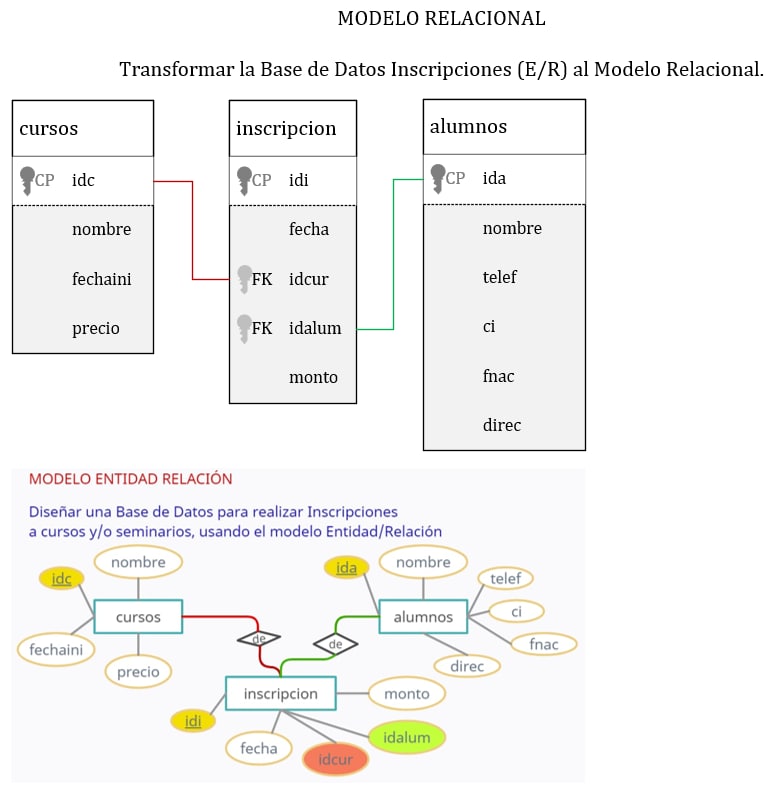 MODELO RELACIONAL
Transformar la Base de Datos Inscripciones (E/R) al Modelo Relacional.
cursos
CP idc
nombre
fechaini
precio
inscripcion
CP idi
fecha
FK idcur
FK idalum
monto
alumnos
CP ida
nombre
telef
ci
fnac
direc
MODELO ENTIDAD RELACIÓN
Diseñar una Base de Datos para realizar Inscripciones
a cursos y/o seminarios, usando el modelo Entidad/Relación
nombre
idc
cursos
fechaini
precio
de
nombre
ida
telef
alumnos
ci
fnac
direc
de
inscripcion
monto
idi
fecha
idcur
idalum